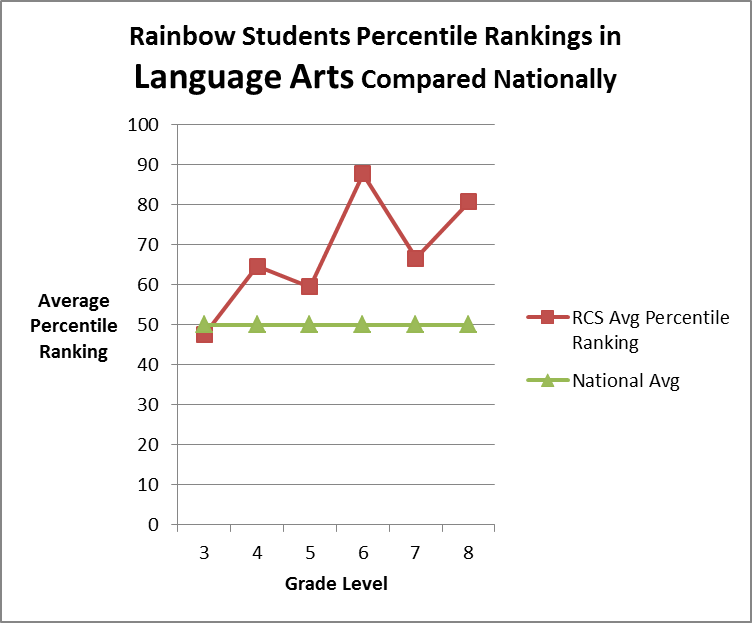 Rainbow Students Percentile Rankings in
Language Arts Compared Nationally
100
90
80
70
60
50
40
30
20
10
0
Average
Percentile
Ranking
3 4 5 6 7 8
Grade Level
RCS Avg Percentile
Ranking
National Avg